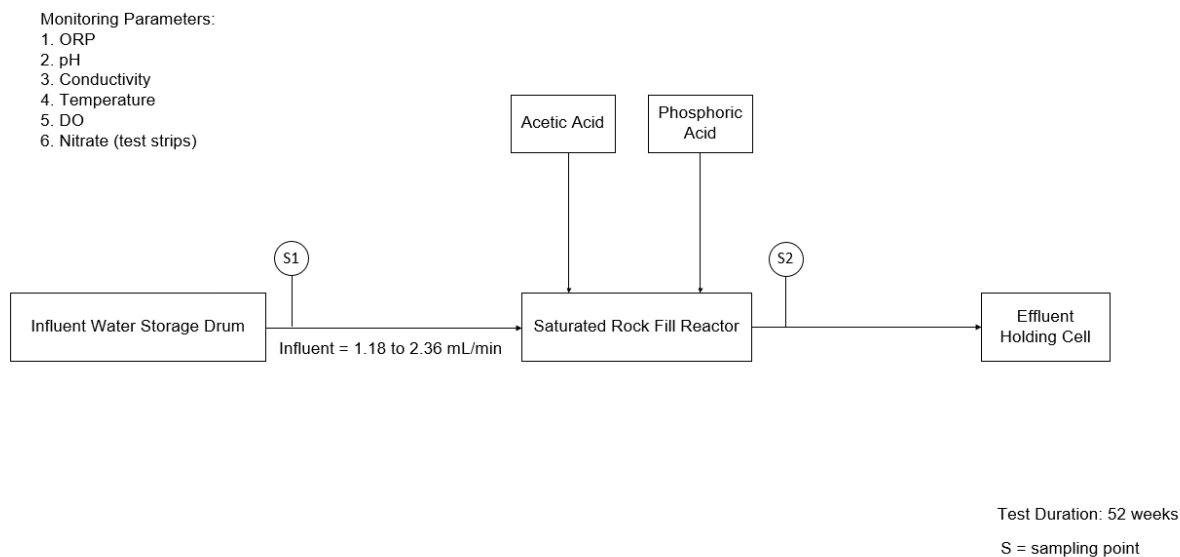 Monitoring Parameters:
1. ORP
2. pH
3. Conductivity
4. Temperature
5. DO
6. Nitrate (test strips)
Acetic Acid
Phosphoric
Acid
S1
S2
Influent Water Storage Drum
Influent = 1.18 to 2.36 mL/min
Saturated Rock Fill Reactor
Effluent
Holding Cell
Test Duration: 52 weeks
S = sampling point